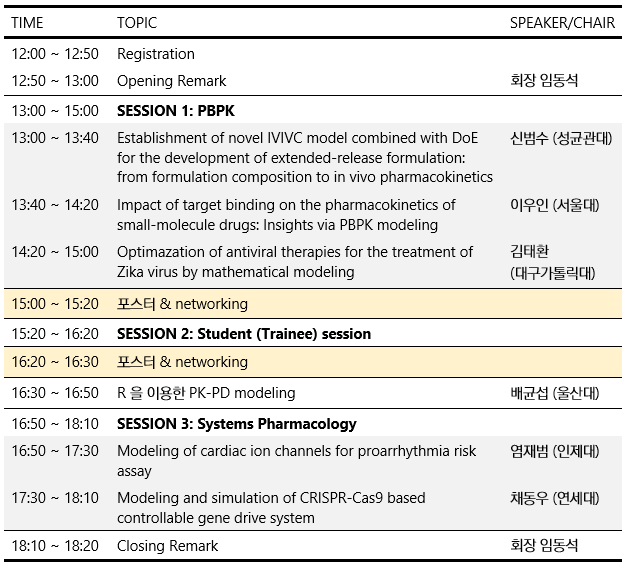 TIME TOPIC SPEAKER/CHAIR
12:00 ~ 12:50 Registration
12:50 ~ 13:00 Opening Remark 회장 임동석
13:00 ~ 15:00 SESSION 1: PBPK
13:00 ~ 13:40 Establishment of novel IVIVC model combined with DoE 신범수 (성균관대)
for the development of extended-release formulation:
from formulation composition to in vivo pharmacokinetics
13:40 ~ 14:20 Impact of target binding on the pharmacokinetics of 이우인 (서울대)
small-molecule drugs: Insights via PBPK modeling
14:20 ~ 15:00 Optimazation of antiviral therapies for the treatment of 김태환
Zika virus by mathematical modeling (대구가톨릭대)
15:00 ~ 15:20 포스터 & networking
15:20 ~ 16:20 SESSION 2: Student (Trainee) session
16:20 ~ 16:30 포스터 & networking
16:30 ~ 16:50 R 을 이용한 PK-PD modeling 배균섭 (울산대)
16:50 ~ 18:10 SESSION 3: Systems Pharmacology
16:50 ~ 17:30 Modeling of cardiac ion channels for proarrhythmia risk 염재범 (인제대)
assay
17:30 ~ 18:10 Modeling and simulation of CRISPR-Cas9 based 채동우 (연세대)
controllable gene drive system
18:10 ~ 18:20 Closing Remark 회장 임동석